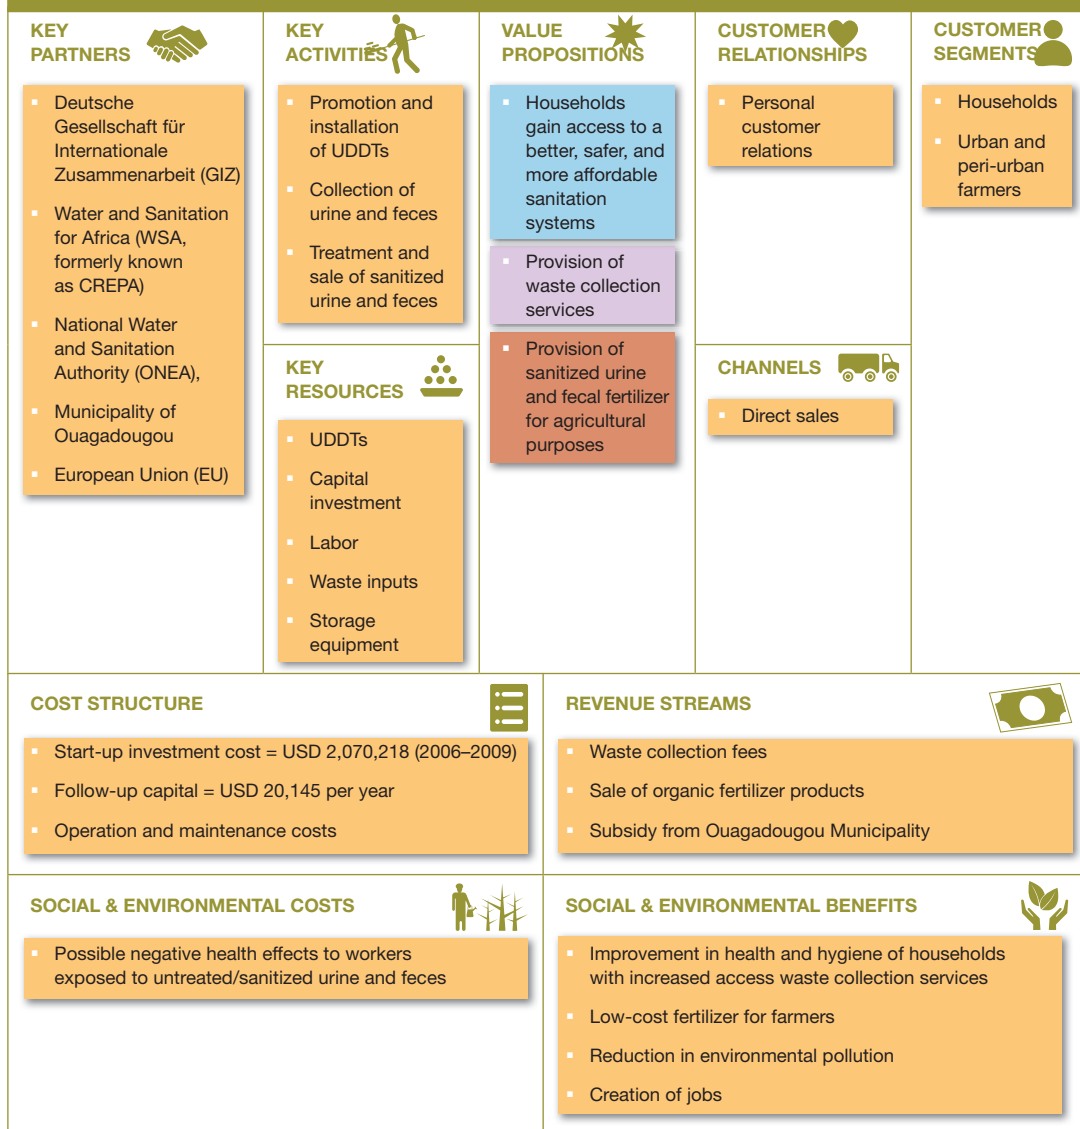 KEY
PARTNERS
Deutsche
Gesellschaft für
Internationale
Zusammenarbeit (GIZ)
Water and Sanitation
for Africa (WSA,
formerly known
as CREPA)
National Water
and Sanitation
Authority (ONEA),
Municipality of
Ouagadougou
European Union (EU)
KEY
ACTIVITIES
Promotion and
installation
of UDDTs
Collection of
urine and feces
Treatment and
sale of sanitized
urine and feces
KEY
RESOURCES
UDDTs
Capital
investment
Labor
Waste inputs
Storage
equipment
VALUE
PROPOSITIONS
Households
gain access to a
better, safer, and
more affordable
sanitation
systems
Provision of
waste collection
services
Provision of
sanitized urine
and fecal fertilizer
for agricultural
purposes
CUSTOMER
RELATIONSHIPS
Personal
customer
relations
CHANNELS
Direct sales
CUSTOMER
SEGMENTS
Households
Urban and
peri-urban
farmers
COST STRUCTURE
Start-up investment cost = USD 2,070,218 (2006–2009)
Follow-up capital = USD 20,145 per year
Operation and maintenance costs
REVENUE STREAMS
Waste collection fees
Sale of organic fertilizer products
Subsidy from Ouagadougou Municipality
SOCIAL & ENVIRONMENTAL COSTS
Possible negative health effects to workers
exposed to untreated/sanitized urine and feces
SOCIAL & ENVIRONMENTAL BENEFITS
Improvement in health and hygiene of households
with increased access waste collection services
Low-cost fertilizer for farmers
Reduction in environmental pollution
Creation of jobs